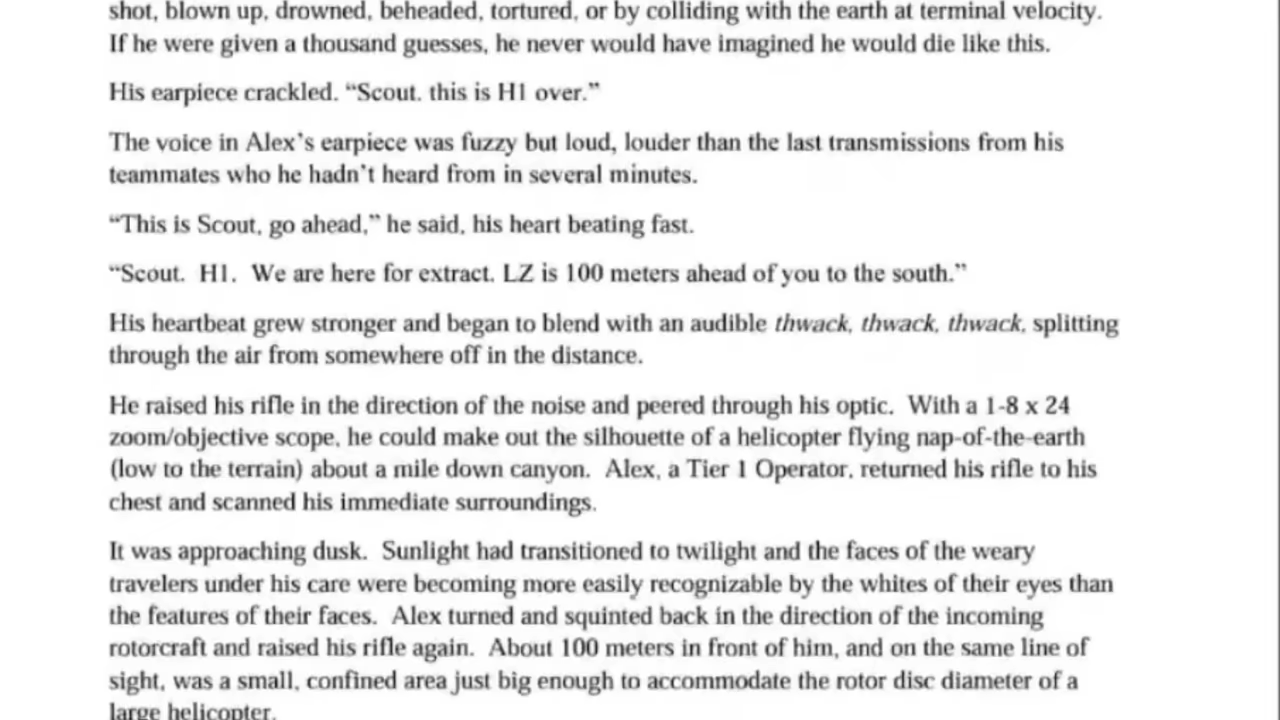 shot, blown up, drowned, beheaded, tortured, or by colliding with the earth at terminal velocity.
If he were given a thousand guesses, he never would have imagined he would die like this.
His earpiece crackled. “Scout. this is H1 over.”
The voice in Alex’s earpiece was fuzzy but loud, louder than the last transmissions from his
teammates who he hadn’t heard from in several minutes.
“This is Scout, go ahead,” he said, his heart beating fast.
“Scout.  H1.  We are here for extract. LZ is 100 meters ahead of you to the south.”
His heartbeat grew stronger and began to blend with an audible thwack, thwack, thwack, splitting
through the air from somewhere off in the distance.
He raised his rifle in the direction of the noise and peered through his optic.  With a 1-8 x 24
zoom/objective scope, he could make out the silhouette of a helicopter flying nap-of-the-earth
(low to the terrain) about a mile down canyon.  Alex, a Tier 1 Operator, returned his rifle to his
chest and scanned his immediate surroundings.
It was approaching dusk.  Sunlight had transitioned to twilight and the faces of the weary
travelers under his care were becoming more easily recognizable by the whites of their eyes than
the features of their faces.  Alex turned and squinted back in the direction of the incoming
rotorcraft and raised his rifle again.  About 100 meters in front of him, and on the same line of
sight, was a small, confined area just big enough to accommodate the rotor disc diameter of a
large helicopter.